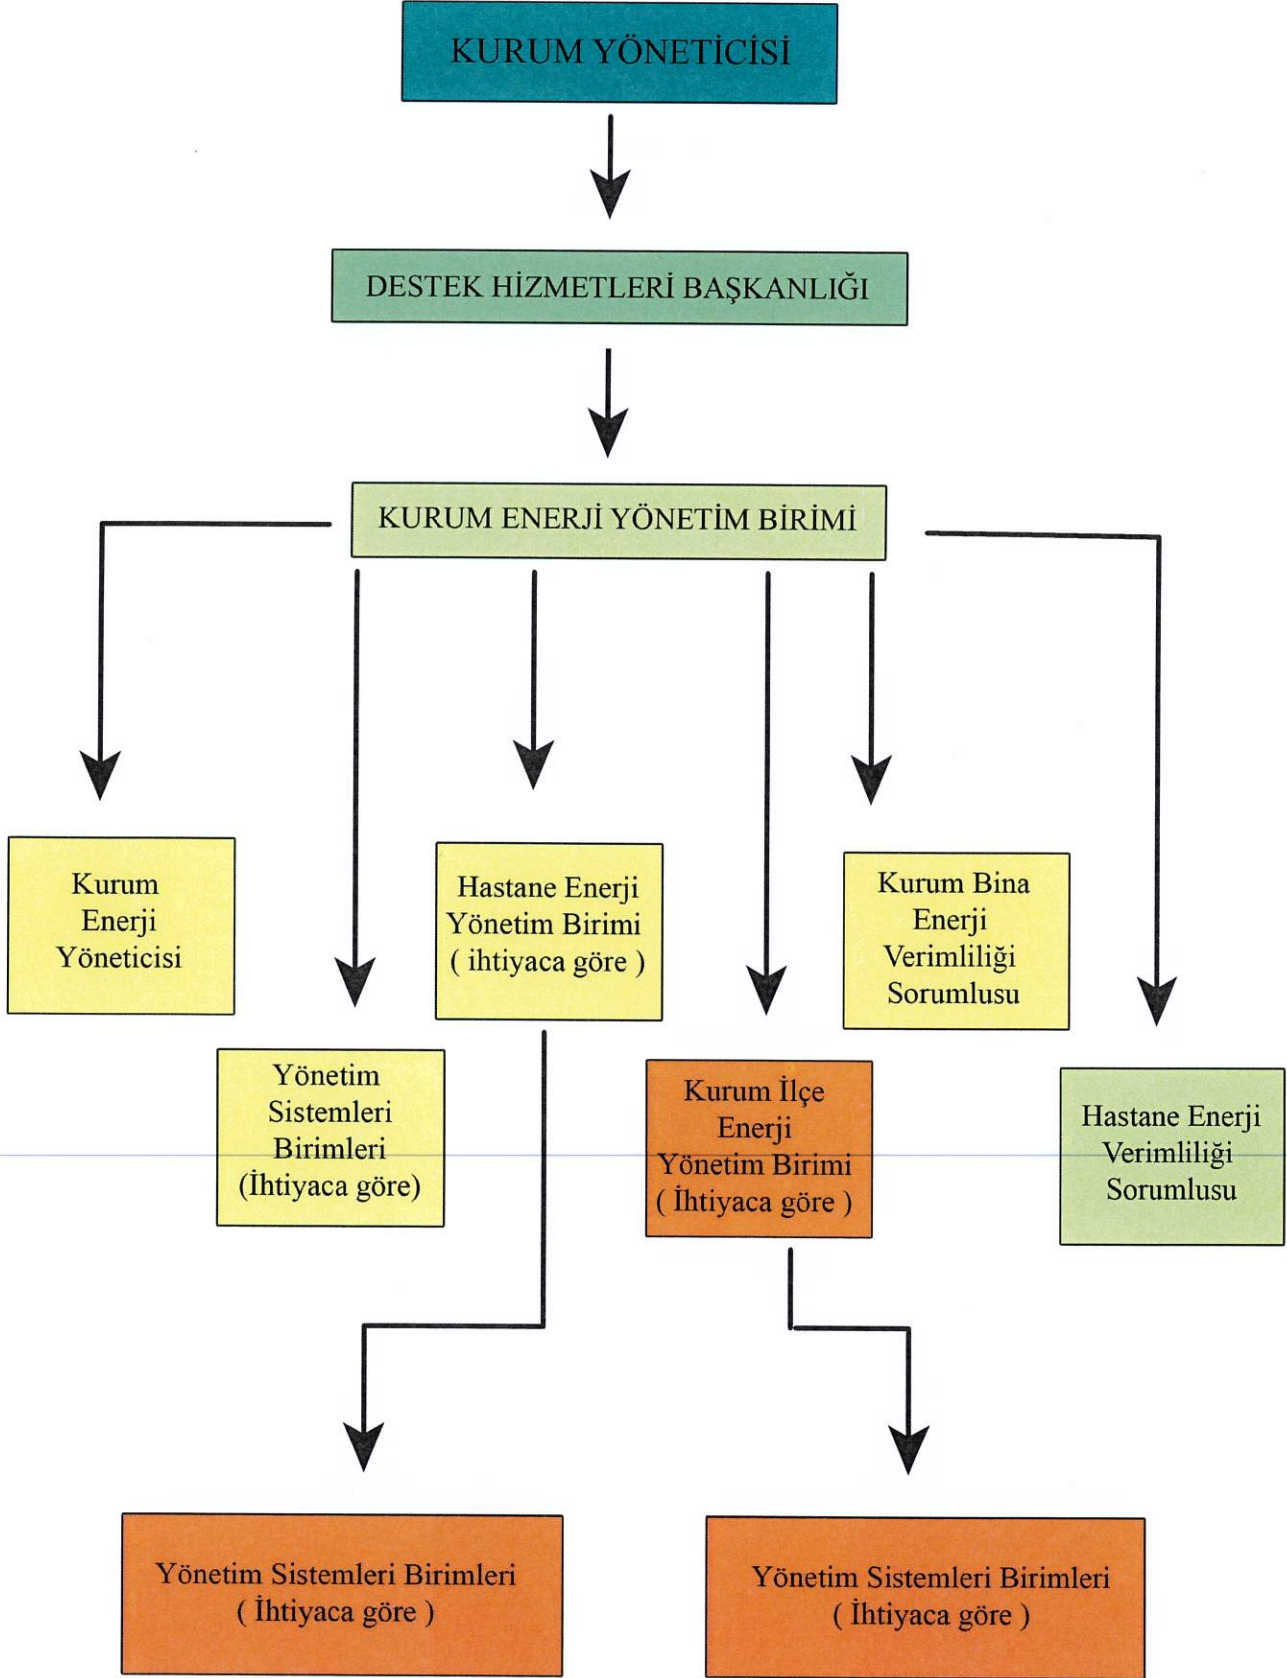 KURUM YÖNETİCİSİ
DESTEK HİZMETLERİ BAŞKANLIĞI
KURUM ENERJİ YÖNETİM BİRİMİ
Kurum
Enerji
Yöneticisi
Hastane Enerji
Yönetim Birimi
( ihtiyaca göre )
Kurum Bina
Enerji
Verimliliği
Sorumlusu
Yönetim
Sistemleri
Birimleri
(İhtiyaca göre)
Kurum İlçe
Enerji
Yönetim Birimi
( İhtiyaca göre )
Hastane Enerji
Verimliliği
Sorumlusu
Yönetim Sistemleri Birimleri
( İhtiyaca göre )
Yönetim Sistemleri Birimleri
( İhtiyaca göre )